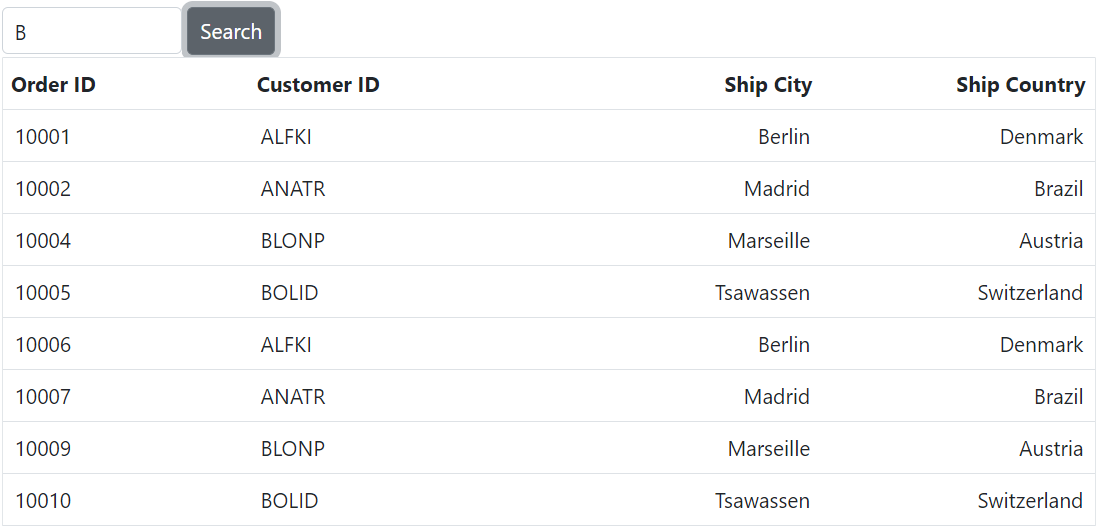 B Search
Order ID Customer ID Ship City Ship Country
10001 ALFKI Berlin Denmark
10002 ANATR Madrid Brazil
10004 BLONP Marseille Austria
10005 BOLID Tsawassen Switzerland
10006 ALFKI Berlin Denmark
10007 ANATR Madrid Brazil
10009 BLONP Marseille Austria
10010 BOLID Tsawassen Switzerland